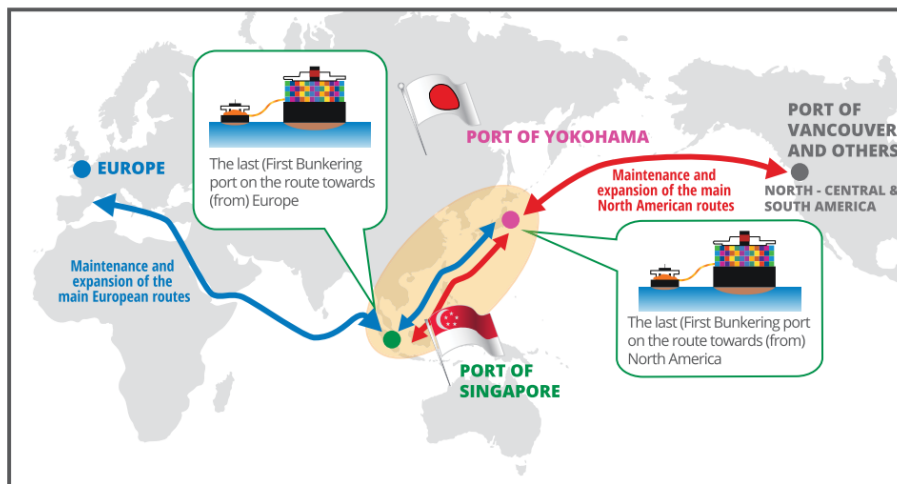 EUROPE
The last (First Bunkering
port on the route towards
(from) Europe
Maintenance and
expansion of the
main European routes
PORT OF YOKOHAMA
Maintenance and
expansion of the main
North American routes
PORT OF
VANCOUVER
AND OTHERS
NORTH - CENTRAL &
SOUTH AMERICA
The last (First Bunkering port
on the route towards (from)
North America
PORT OF
SINGAPORE